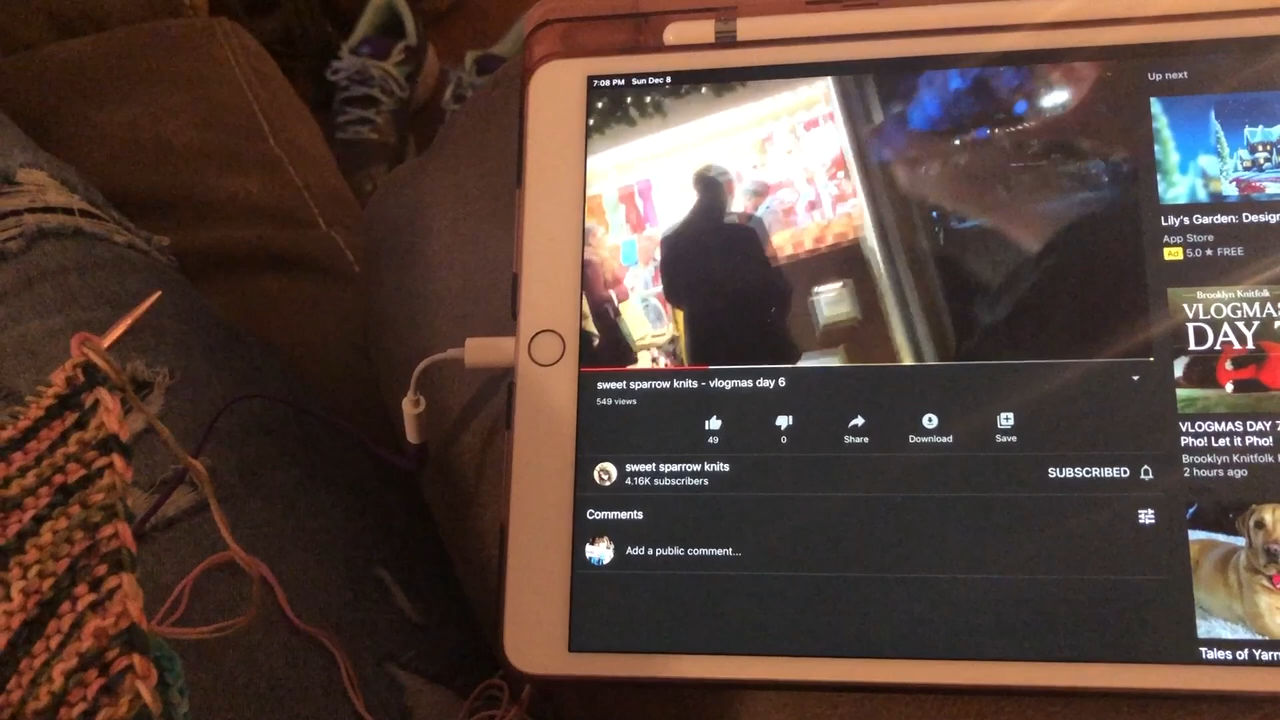 7:08 PM Sun Dec 8
sweet sparrow knits - vlogmas day 6
549 views
49
0
Share
Download
Save
sweet sparrow knits
4.16K subscribers
SUBSCRIBED
Comments
Add a public comment...
Up next
Lily's Garden: Design
App Store
Ad 5.0 ★ FREE
Brooklyn Knitfolk
VLOGMA
DAY
VLOGMAS DAY 7
Pho! Let it Pho!
Brooklyn Knitfolk
2 hours ago
Tales of Yarn